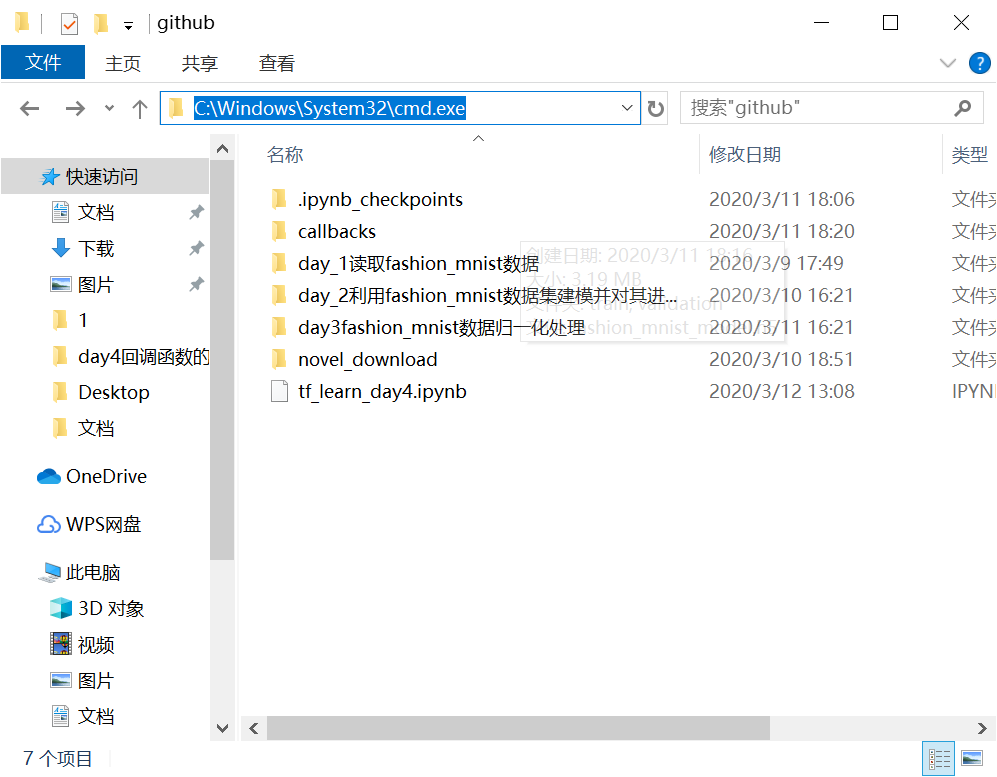 github
文件 主页 共享 查看
C:\Windows\System32\cmd.exe 搜索"github"
名称 修改日期 类型
快速访问
文档
下载
图片
1
day4回调函数的
Desktop
文档
OneDrive
WPS网盘
此电脑
3D 对象
视频
图片
文档
.ipynb_checkpoints 2020/3/11 18:06 文件夹
callbacks 2020/3/11 18:20 文件夹
day_1读取fashion_mnist数据 2020/3/9 17:49 文件夹
day_2利用fashion_mnist数据集建模并对其进... 2020/3/10 16:21 文件夹
day3fashion_mnist数据归一化处理 2020/3/11 16:21 文件夹
novel_download 2020/3/10 18:51 文件夹
tf_learn_day4.ipynb 2020/3/12 13:08 IPYN
创建日期: 2020/3/11 18:16
大小: 3.19 MB
train, validation
7 个项目